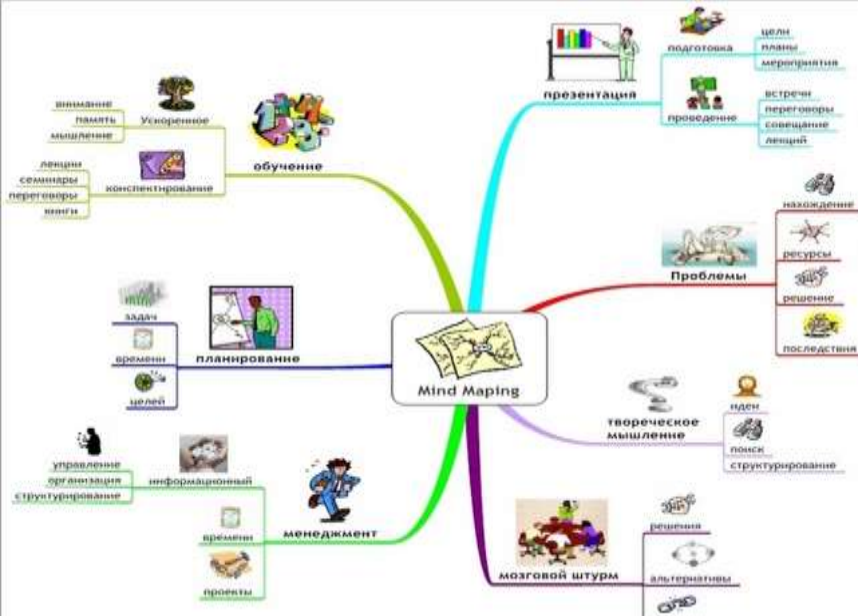 Mind Maping
презентация
подготовка
цели
планы
мероприятия
проведение
встречи
переговоры
совещание
лекций
Проблемы
нахождение
ресурсы
решение
последствия
твореческое
мышление
идеи
поиск
структурирование
мозговой штурм
решения
альтернативы
менеджмент
информационный
управление
организация
структурирование
времени
проекты
планирование
задач
времени
целей
обучение
Ускоренное
внимание
память
мышление
конспектирование
лекции
семинары
переговоры
книги